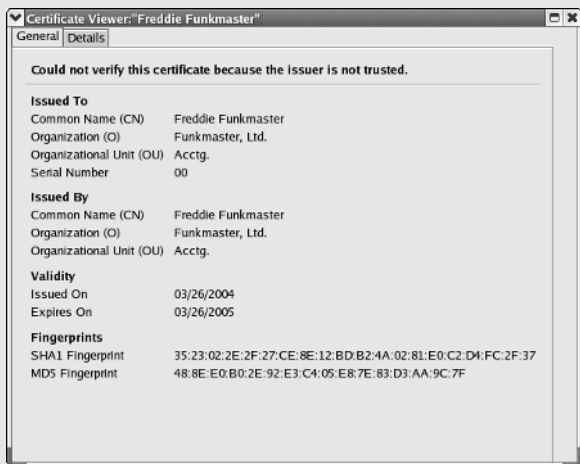 Certificate Viewer:"Freddie Funkmaster"
General Details
Could not verify this certificate because the issuer is not trusted.
Issued To
Common Name (CN) Freddie Funkmaster
Organization (O) Funkmaster, Ltd.
Organizational Unit (OU) Acctg.
Serial Number 00
Issued By
Common Name (CN) Freddie Funkmaster
Organization (O) Funkmaster, Ltd.
Organizational Unit (OU) Acctg.
Validity
Issued On 03/26/2004
Expires On 03/26/2005
Fingerprints
SHA1 Fingerprint 35:23:02:2E:2F:27:CE:8E:12:BD:B2:4A:02:81:E0:C2:D4:FC:2F:37
MD5 Fingerprint 48:8E:E0:B0:2E:92:E3:C4:05:E8:7E:83:D3:AA:9C:7F